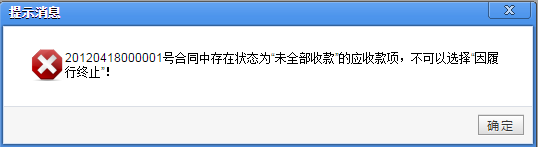 提示消息
20120418000001号合同中存在状态为“未全部收款”的应收款项，不可以选择“因履
行终止”！
确定